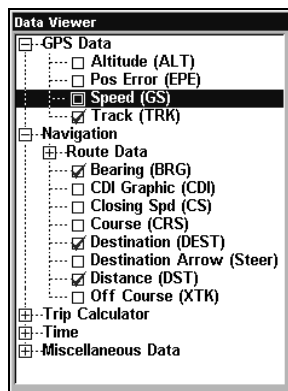 Data Viewer
GPS Data
Altitude (ALT)
Pos Error (EPE)
Speed (GS)
Track (TRK)
Navigation
Route Data
Bearing (BRG)
CDI Graphic (CDI)
Closing Spd (CS)
Course (CRS)
Destination (DEST)
Destination Arrow (Steer)
Distance (DST)
Off Course (XTK)
Trip Calculator
Time
Miscellaneous Data